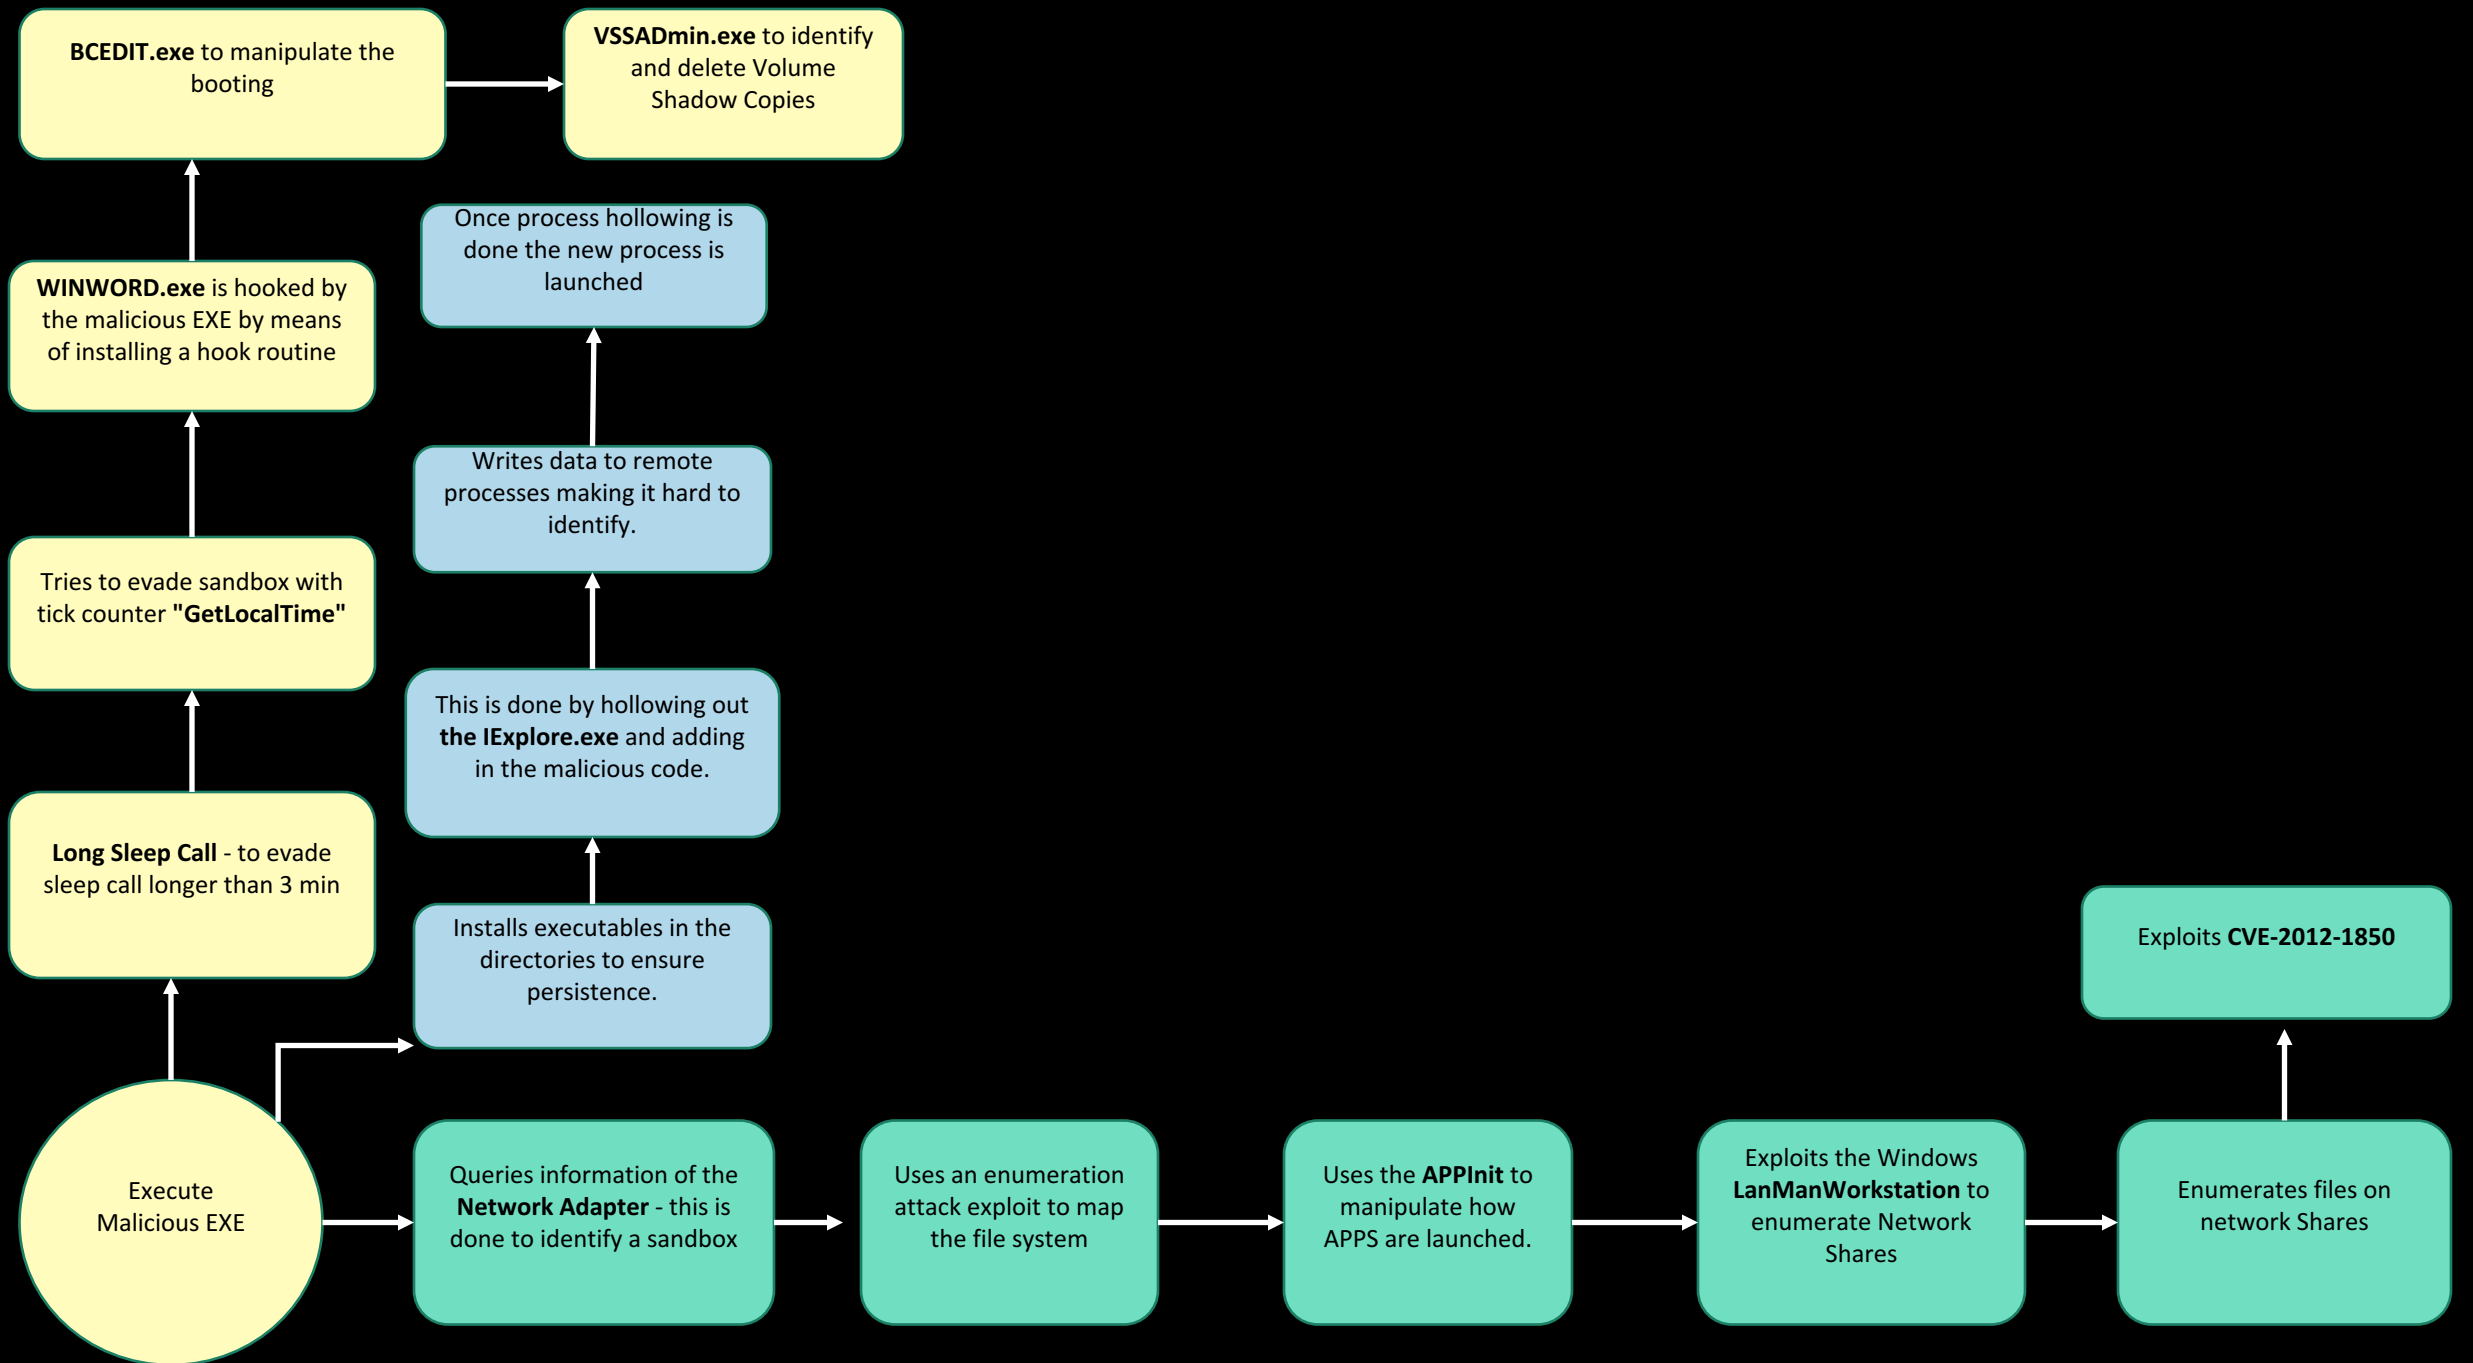 BCEDIT.exe to manipulate the
booting
VSSADmin.exe to identify
and delete Volume
Shadow Copies
Once process hollowing is
done the new process is
launched
WINWORD.exe is hooked by
the malicious EXE by means
of installing a hook routine
Writes data to remote
processes making it hard to
identify.
Tries to evade sandbox with
tick counter "GetLocalTime"
This is done by hollowing out
the IExplore.exe and adding
in the malicious code.
Long Sleep Call - to evade
sleep call longer than 3 min
Installs executables in the
directories to ensure
persistence.
Exploits CVE-2012-1850
Execute
Malicious EXE
Queries information of the
Network Adapter - this is
done to identify a sandbox
Uses an enumeration
attack exploit to map
the file system
Uses the APPInit to
manipulate how
APPS are launched.
Exploits the Windows
LanManWorkstation to
enumerate Network
Shares
Enumerates files on
network Shares